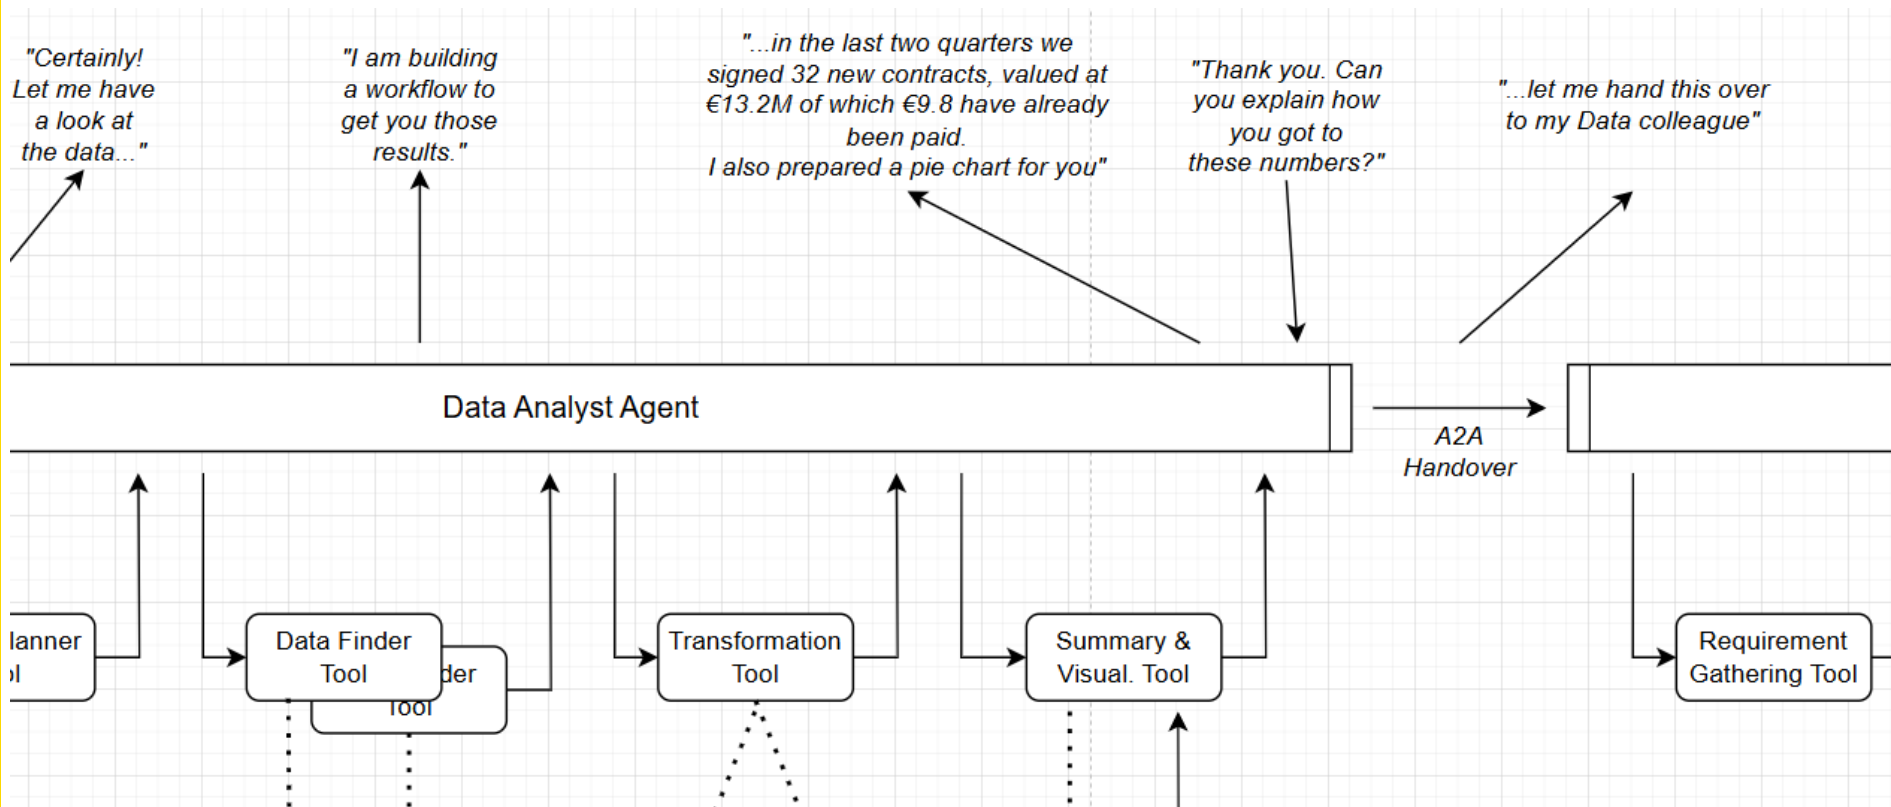 "Certainly!
Let me have
a look at
the data..."
"I am building
a workflow to
get you those
results."
"...in the last two quarters we
signed 32 new contracts, valued at
€13.2M of which €9.8 have already
been paid.
I also prepared a pie chart for you"
"Thank you. Can
you explain how
you got to
these numbers?"
"...let me hand this over
to my Data colleague"
Data Analyst Agent
A2A
Handover
lanner
ol
Data Finder
Tool
der
Tool
Transformation
Tool
Summary &
Visual. Tool
Requirement
Gathering Tool